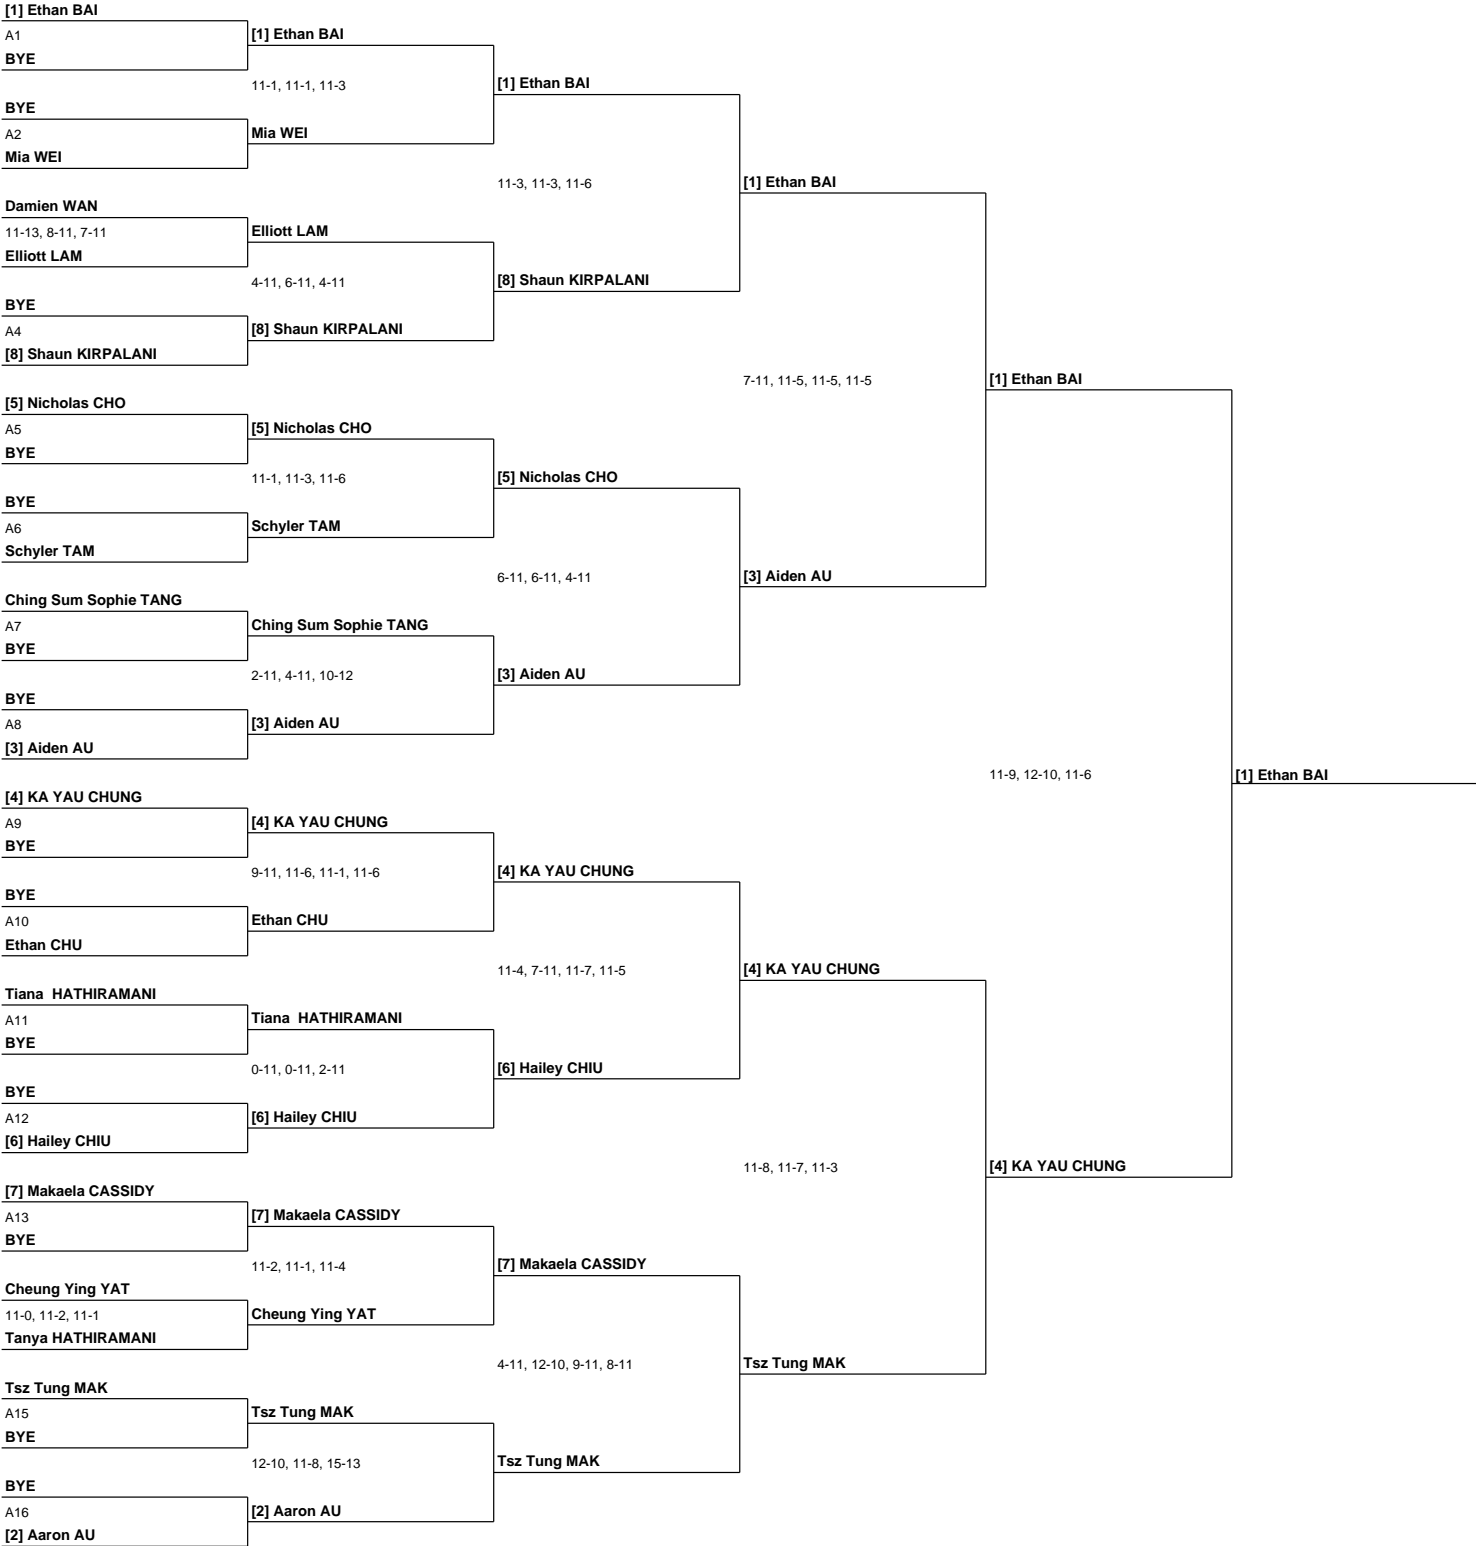 [1] Ethan BAI
A1
BYE
BYE
A2
Mia WEI
Damien WAN
11-13, 8-11, 7-11
Elliott LAM
BYE
A4
[8] Shaun KIRPALANI
[5] Nicholas CHO
A5
BYE
BYE
A6
Schyler TAM
Ching Sum Sophie TANG
A7
BYE
BYE
A8
[3] Aiden AU
[4] KA YAU CHUNG
A9
BYE
BYE
A10
Ethan CHU
Tiana  HATHIRAMANI
A11
BYE
BYE
A12
[6] Hailey CHIU
[7] Makaela CASSIDY
A13
BYE
Cheung Ying YAT
11-0, 11-2, 11-1
Tanya HATHIRAMANI
Tsz Tung MAK
A15
BYE
BYE
A16
[2] Aaron AU
[1] Ethan BAI
11-1, 11-1, 11-3
Mia WEI
Elliott LAM
4-11, 6-11, 4-11
[8] Shaun KIRPALANI
[5] Nicholas CHO
11-1, 11-3, 11-6
Schyler TAM
Ching Sum Sophie TANG
2-11, 4-11, 10-12
[3] Aiden AU
[4] KA YAU CHUNG
9-11, 11-6, 11-1, 11-6
Ethan CHU
Tiana  HATHIRAMANI
0-11, 0-11, 2-11
[6] Hailey CHIU
[7] Makaela CASSIDY
11-2, 11-1, 11-4
Cheung Ying YAT
Tsz Tung MAK
12-10, 11-8, 15-13
[2] Aaron AU
[1] Ethan BAI
11-3, 11-3, 11-6
[8] Shaun KIRPALANI
[5] Nicholas CHO
6-11, 6-11, 4-11
[3] Aiden AU
[4] KA YAU CHUNG
11-4, 7-11, 11-7, 11-5
[6] Hailey CHIU
[7] Makaela CASSIDY
4-11, 12-10, 9-11, 8-11
Tsz Tung MAK
[1] Ethan BAI
7-11, 11-5, 11-5, 11-5
[3] Aiden AU
[4] KA YAU CHUNG
11-8, 11-7, 11-3
Tsz Tung MAK
[1] Ethan BAI
11-9, 12-10, 11-6
[4] KA YAU CHUNG
[1] Ethan BAI